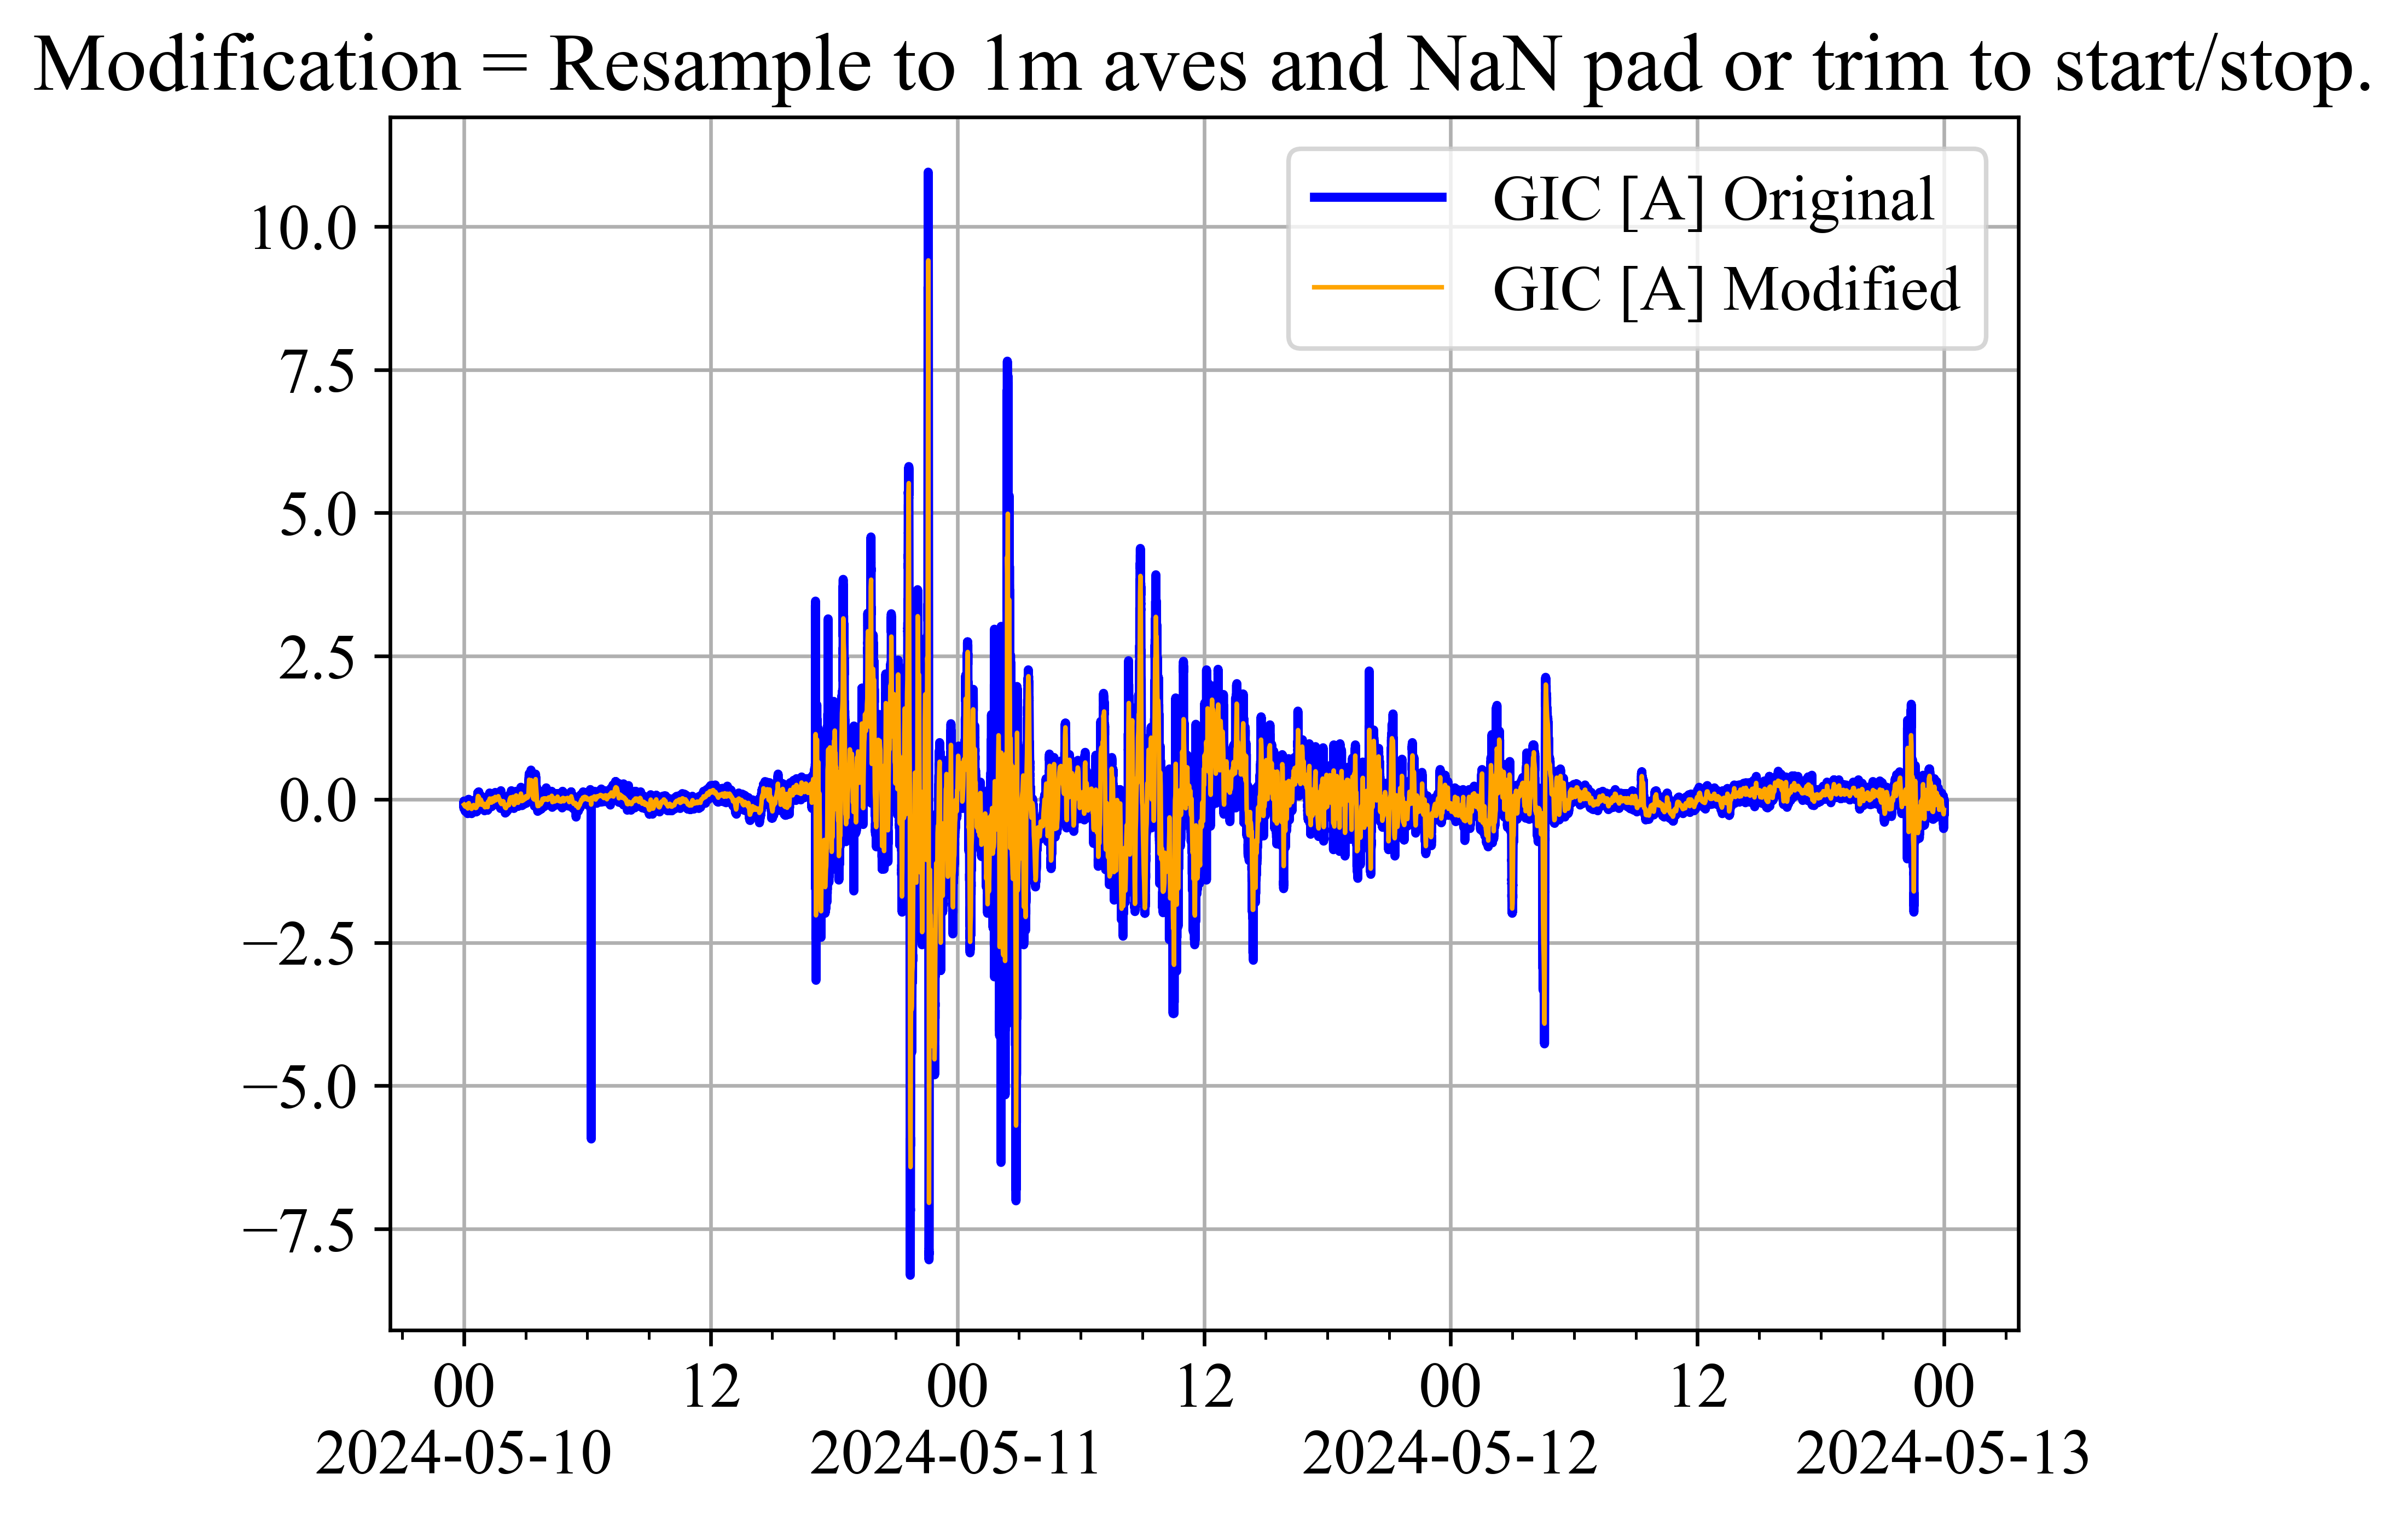 Modification = Resample to 1m aves and NaN pad or trim to start/stop.
GIC [A] Original
GIC [A] Modified
10.0
7.5
5.0
2.5
0.0
−2.5
−5.0
−7.5
00 12 00 12 00 12 00
2024-05-10 2024-05-11 2024-05-12 2024-05-13